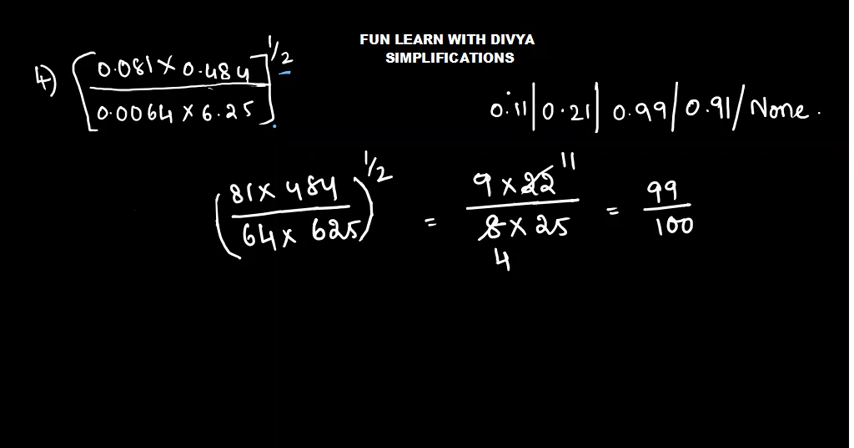 FUN LEARN WITH DIVYA
SIMPLIFICATIONS
4) [0.081 × 0.484 / 0.0064 × 6.25]^1/2
0.11 | 0.21 | 0.99 / 0.91 / None.
(81 × 484 / 64 × 625)^1/2 = 9 × 22 11 / 8 × 25 4 = 99 / 100